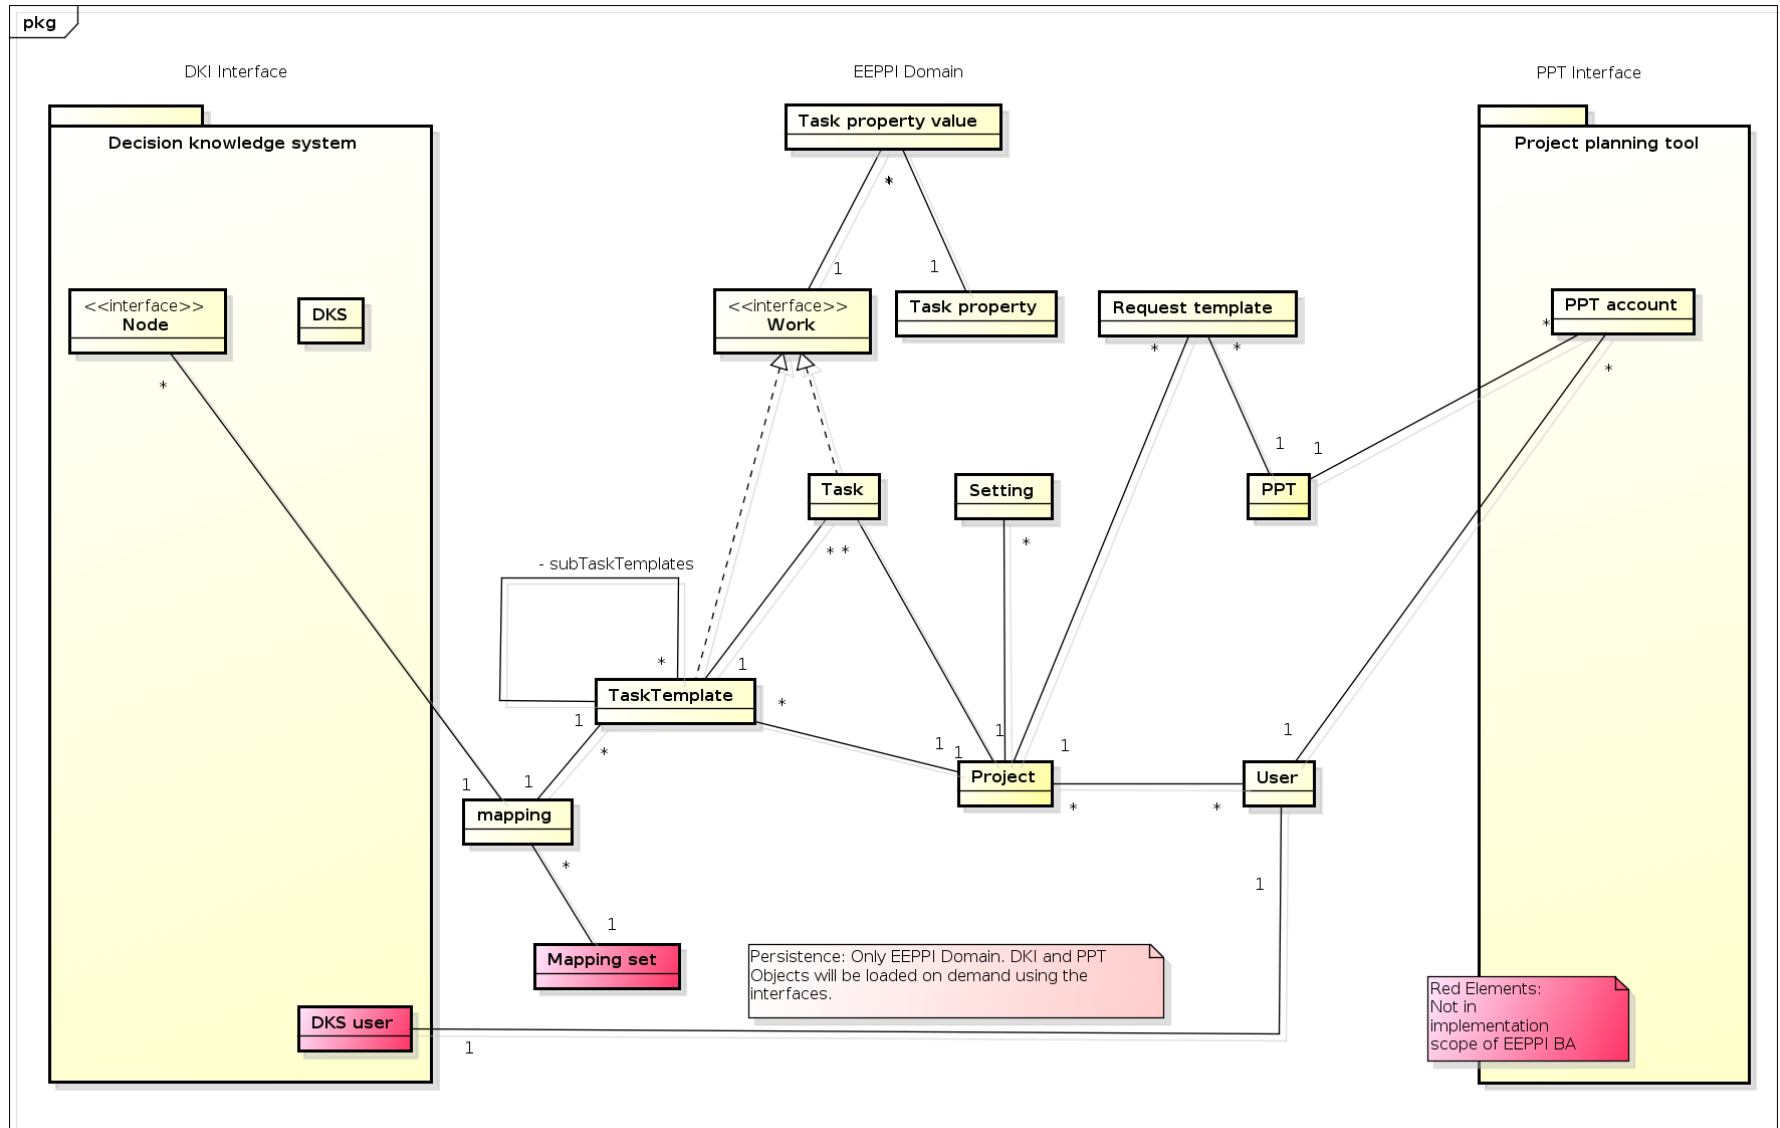 pkg
DKI Interface
EEPPI Domain
PPT Interface
Decision knowledge system
Task property value
Project planning tool
*
1
1
<<interface>>
Node
DKS
<<interface>>
Work
Task property
Request template
PPT account
*
*
*
*
*
1
1
Task
Setting
PPT
* *
*
- subTaskTemplates
*
1
TaskTemplate
*
1
*
1
1
1
1
1
1
1
Project
User
*
*
mapping
*
1
1
Mapping set
Persistence: Only EEPPI Domain. DKI and PPT
Objects will be loaded on demand using the
interfaces.
Red Elements:
Not in
implementation
scope of EEPPI BA
DKS user
1